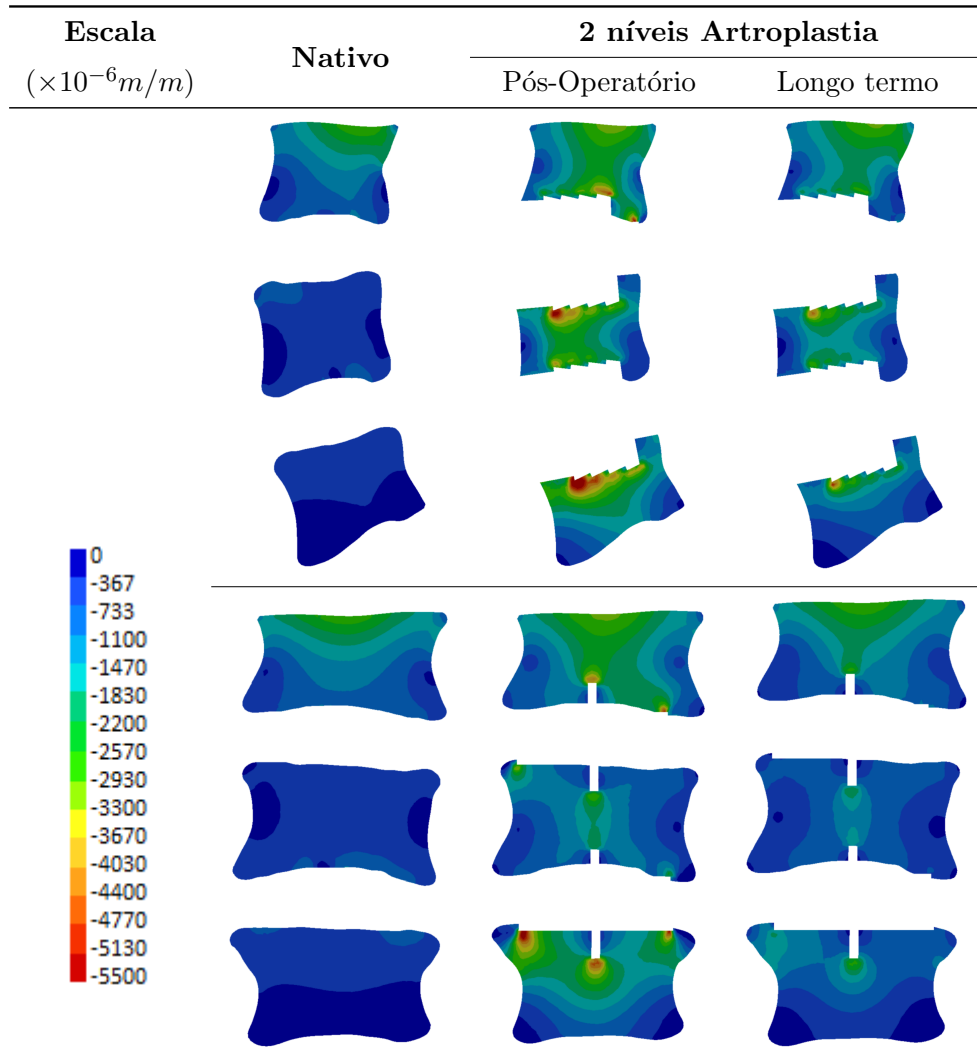 Escala
(×10⁻⁶m/m)
Nativo
2 níveis Artroplastia
Pós-Operatório
Longo termo
0
-367
-733
-1100
-1470
-1830
-2200
-2570
-2930
-3300
-3670
-4030
-4400
-4770
-5130
-5500